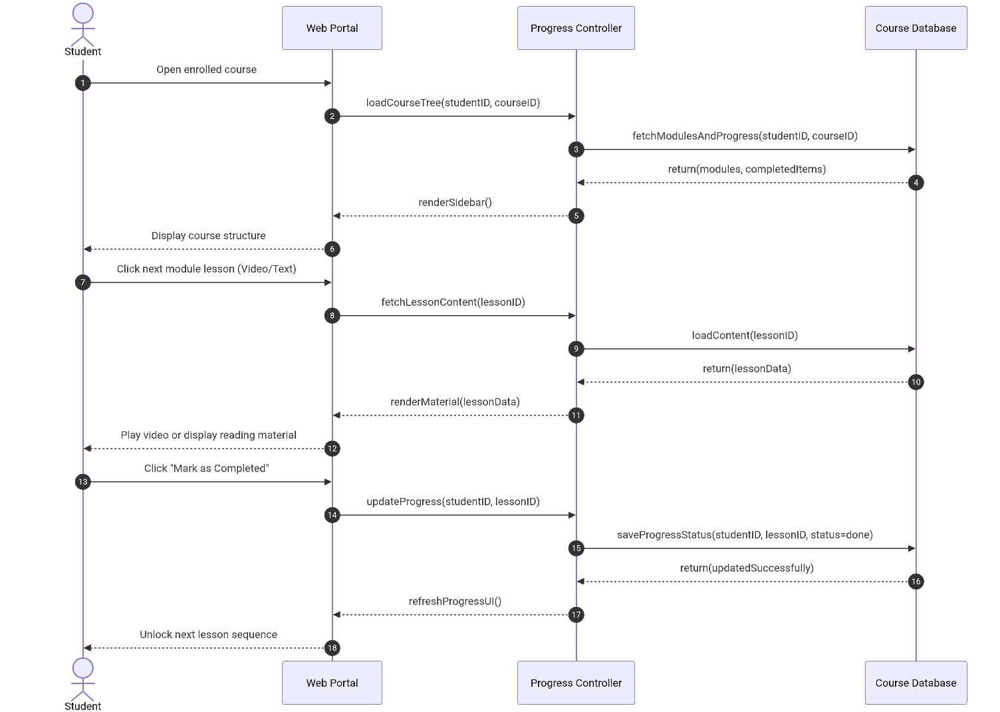 Student
Web Portal
Progress Controller
Course Database
Open enrolled course
1
loadCourseTree(studentID, courseID)
2
fetchModulesAndProgress(studentID, courseID)
3
return(modules, completedItems)
4
renderSidebar()
5
Display course structure
6
Click next module lesson (Video/Text)
7
fetchLessonContent(lessonID)
8
loadContent(lessonID)
9
return(lessonData)
10
renderMaterial(lessonData)
11
Play video or display reading material
12
Click "Mark as Completed"
13
updateProgress(studentID, lessonID)
14
saveProgressStatus(studentID, lessonID, status=done)
15
return(updatedSuccessfully)
16
refreshProgressUI()
17
Unlock next lesson sequence
18
Student
Web Portal
Progress Controller
Course Database